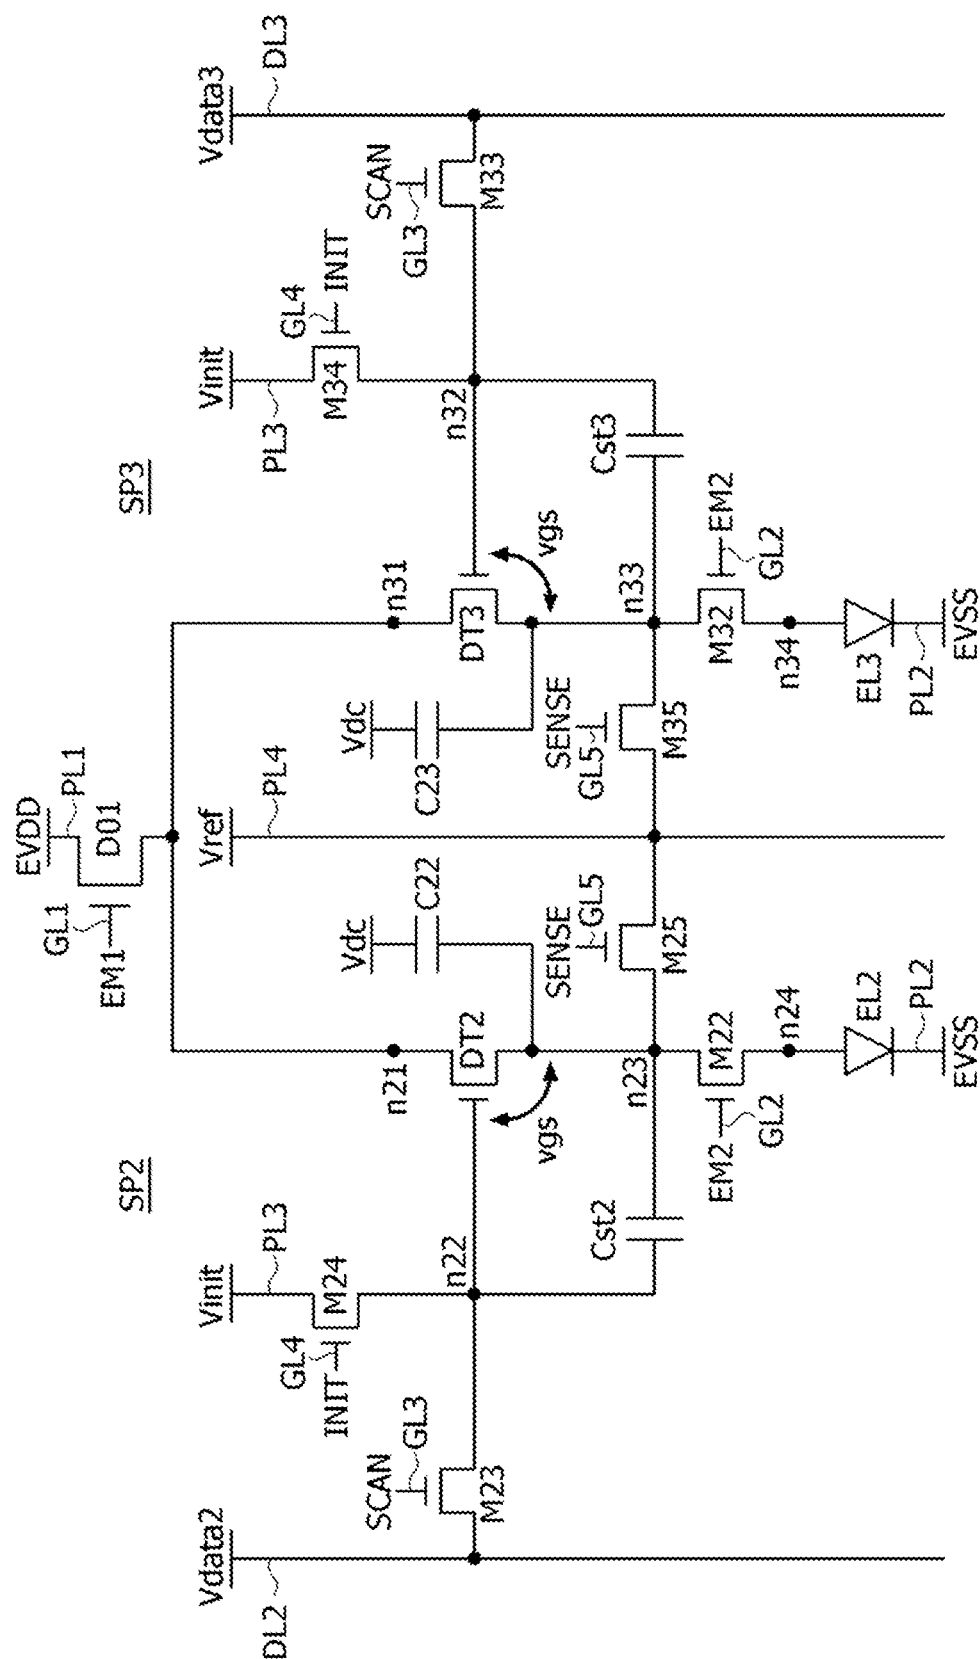 EVDD
PL1
GL1
D01
EM1
SP2
SP3
Vdata2
Vinit
Vref
Vinit
Vdata3
DL2
PL3
PL4
PL3
DL3
GL4
M24
INIT
Vdc
C22
Vdc
C23
M34
GL4
INIT
SCAN
GL3
M23
n22
n21
DT2
vgs
n31
DT3
vgs
n32
SCAN
GL3
M33
SENSE
GL5
M25
SENSE
GL5
M35
Cst2
n23
n33
Cst3
EM2
GL2
M22
n24
M32
EM2
GL2
n34
EL2
PL2
EL3
PL2
EVSS
EVSS